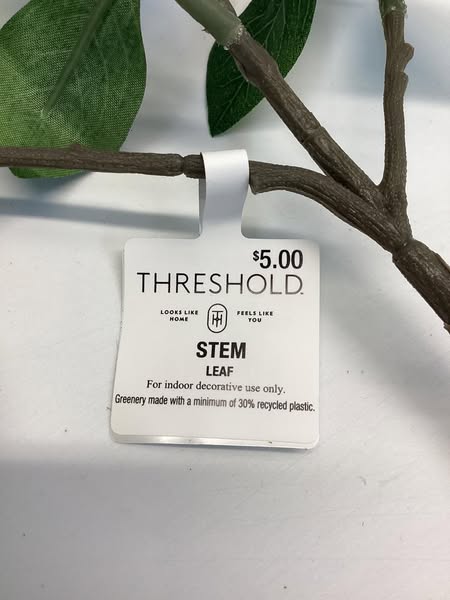 $5.00
THRESHOLD.
LOOKS LIKE HOME TH FEELS LIKE YOU
STEM
LEAF
For indoor decorative use only.
Greenery made with a minimum of 30% recycled plastic.